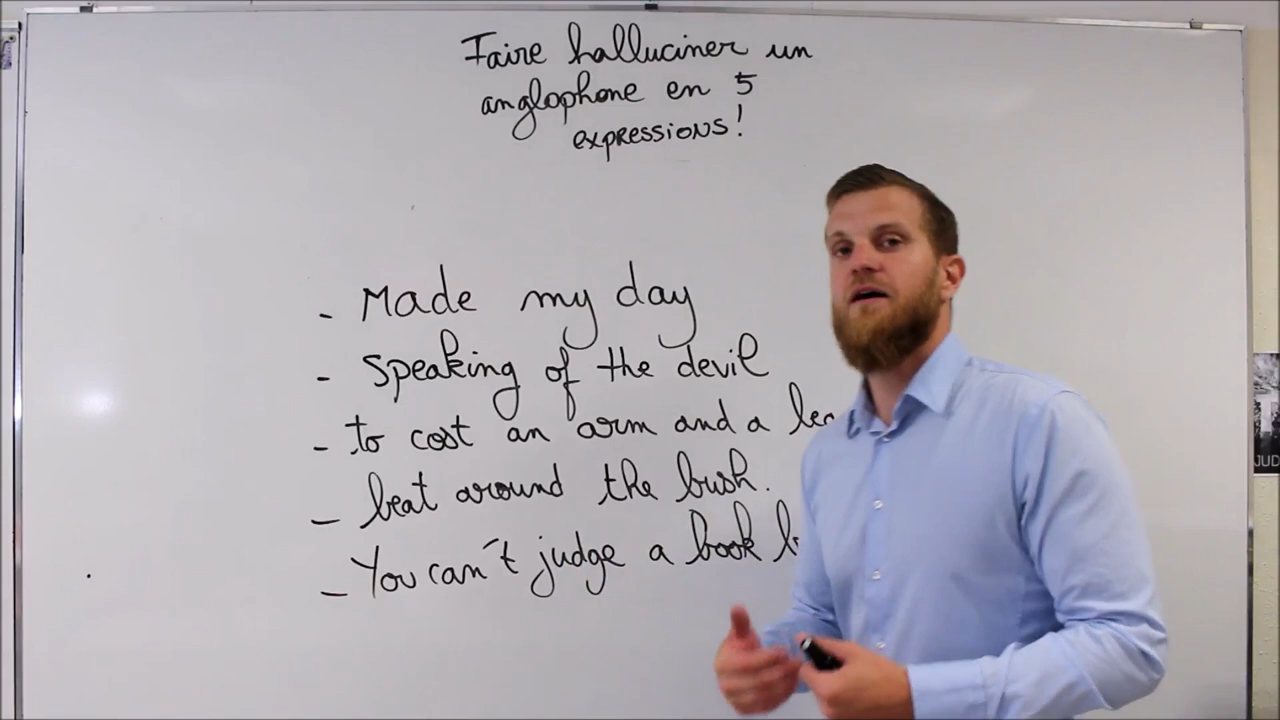 Faire halluciner un
anglophone en 5
expressions!
- Made my day
- speaking of the devil
- to cost an arm and a
- beat around the bush.
- You can't judge a book
JUD